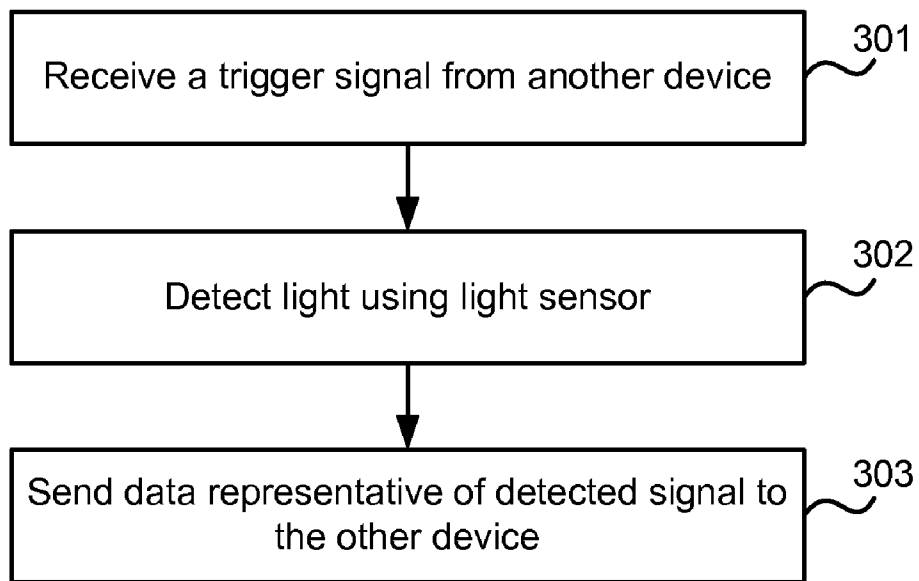 Receive a trigger signal from another device
301
Detect light using light sensor
302
Send data representative of detected signal to
the other device
303